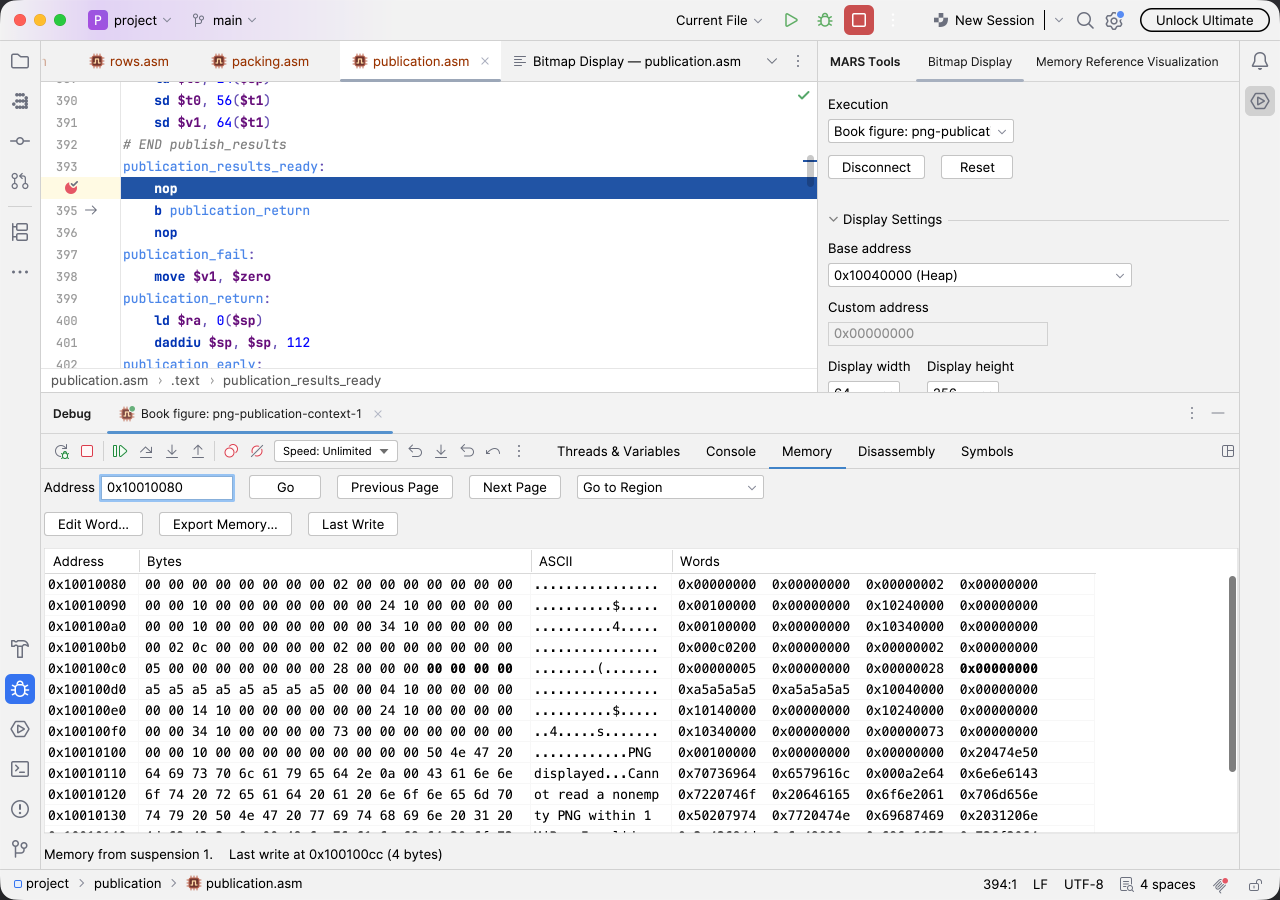 P project main Current File New Session Unlock Ultimate
rows.asm packing.asm publication.asm Bitmap Display — publication.asm
MARS Tools Bitmap Display Memory Reference Visualization
390 sd $t0, 56($t1)
391 sd $v1, 64($t1)
392 # END publish_results
393 publication_results_ready:
nop
395 b publication_return
396 nop
397 publication_fail:
398 move $v1, $zero
399 publication_return:
400 ld $ra, 0($sp)
401 daddiu $sp, $sp, 112
402 publication_early:
publication.asm › .text › publication_results_ready
Execution
Book figure: png-publicat
Disconnect Reset
Display Settings
Base address
0x10040000 (Heap)
Custom address
0x00000000
Display width Display height
64 256
Debug Book figure: png-publication-context-1
Speed: Unlimited Threads & Variables Console Memory Disassembly Symbols
Address 0x10010080 Go Previous Page Next Page Go to Region
Edit Word... Export Memory... Last Write
Address Bytes ASCII Words
0x10010080 00 00 00 00 00 00 00 00 02 00 00 00 00 00 00 00 ................ 0x00000000 0x00000000 0x00000002 0x00000000
0x10010090 00 00 10 00 00 00 00 00 00 00 24 10 00 00 00 00 ..........$..... 0x00100000 0x00000000 0x10240000 0x00000000
0x100100a0 00 00 10 00 00 00 00 00 00 00 34 10 00 00 00 00 ..........4..... 0x00100000 0x00000000 0x10340000 0x00000000
0x100100b0 00 02 0c 00 00 00 00 00 02 00 00 00 00 00 00 00 ................ 0x000c0200 0x00000000 0x00000002 0x00000000
0x100100c0 05 00 00 00 00 00 00 00 28 00 00 00 00 00 00 00 ........(....... 0x00000005 0x00000000 0x00000028 0x00000000
0x100100d0 a5 a5 a5 a5 a5 a5 a5 a5 00 00 04 10 00 00 00 00 ................ 0xa5a5a5a5 0xa5a5a5a5 0x10040000 0x00000000
0x100100e0 00 00 14 10 00 00 00 00 00 00 24 10 00 00 00 00 ..........$..... 0x10140000 0x00000000 0x10240000 0x00000000
0x100100f0 00 00 34 10 00 00 00 00 73 00 00 00 00 00 00 00 ..4.....s....... 0x10340000 0x00000000 0x00000073 0x00000000
0x10010100 00 00 10 00 00 00 00 00 00 00 00 00 50 4e 47 20 ............PNG 0x00100000 0x00000000 0x00000000 0x20474e50
0x10010110 64 69 73 70 6c 61 79 65 64 2e 0a 00 43 61 6e 6e displayed...Cann 0x70736964 0x6579616c 0x000a2e64 0x6e6e6143
0x10010120 6f 74 20 72 65 61 64 20 61 20 6e 6f 6e 65 6d 70 ot read a nonemp 0x7220746f 0x20646165 0x6f6e2061 0x706d656e
0x10010130 74 79 20 50 4e 47 20 77 69 74 68 69 6e 20 31 20 ty PNG within 1 0x50207974 0x7720474e 0x69687469 0x2031206e
Memory from suspension 1. Last write at 0x100100cc (4 bytes)
project › publication › publication.asm 394:1 LF UTF-8 4 spaces